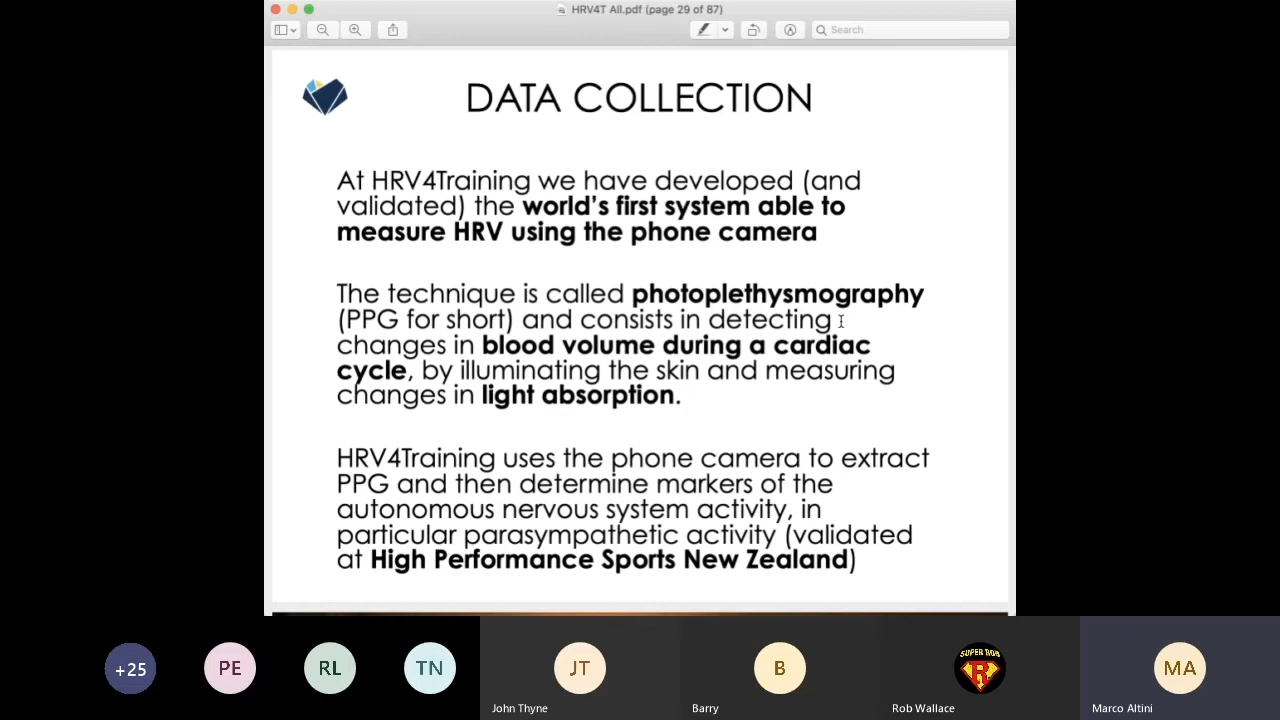 HRV4T All.pdf (page 29 of 87)
Search
DATA COLLECTION
At HRV4Training we have developed (and
validated) the world's first system able to
measure HRV using the phone camera
The technique is called photoplethysmography
(PPG for short) and consists in detecting
changes in blood volume during a cardiac
cycle, by illuminating the skin and measuring
changes in light absorption.
HRV4Training uses the phone camera to extract
PPG and then determine markers of the
autonomous nervous system activity, in
particular parasympathetic activity (validated
at High Performance Sports New Zealand)
+25
PE
RL
TN
JT
B
SUPER ROB
R
MA
John Thyne
Barry
Rob Wallace
Marco Altini